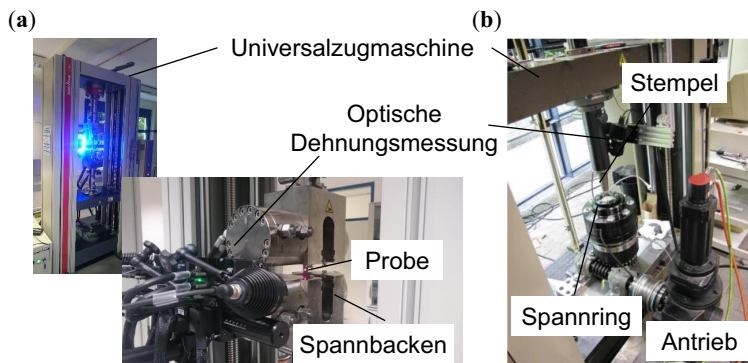 (a)
(b)
Universalzugmaschine
Stempel
Optische
Dehnungsmessung
Probe
Spannring
Spannbacken
Antrieb